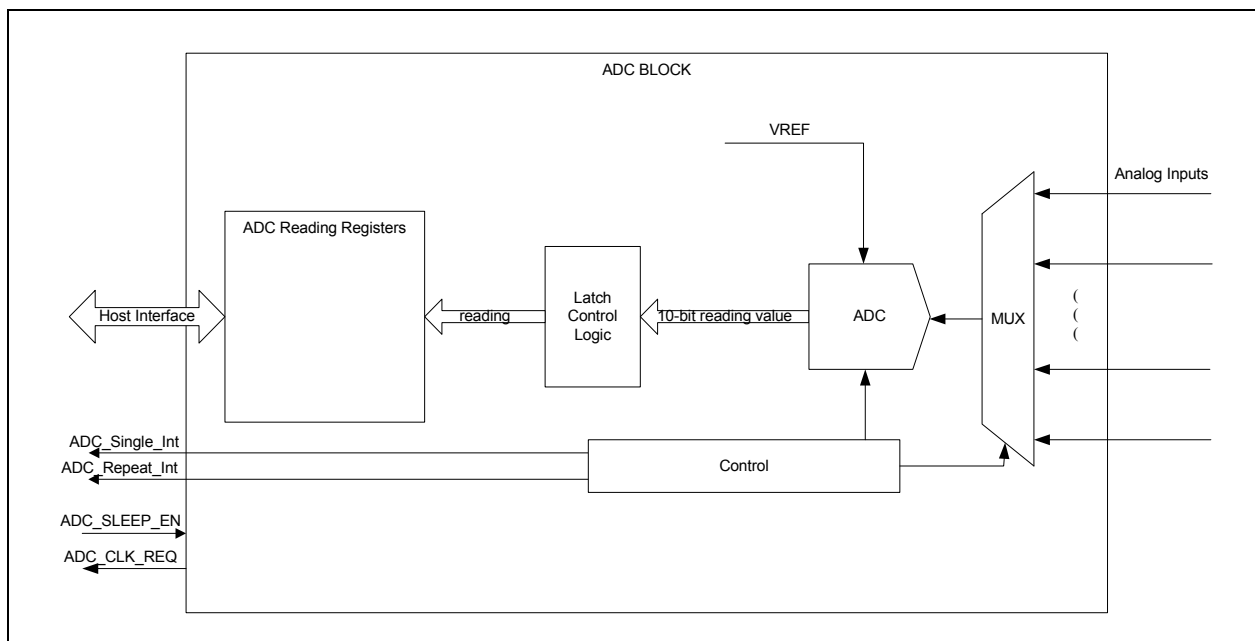 ADC BLOCK
VREF
Analog Inputs
ADC Reading Registers
Latch
Control
Logic
Host Interface
reading
10-bit reading value
ADC
MUX
(
(
(
ADC_Single_Int
ADC_Repeat_Int
Control
ADC_SLEEP_EN
ADC_CLK_REQ